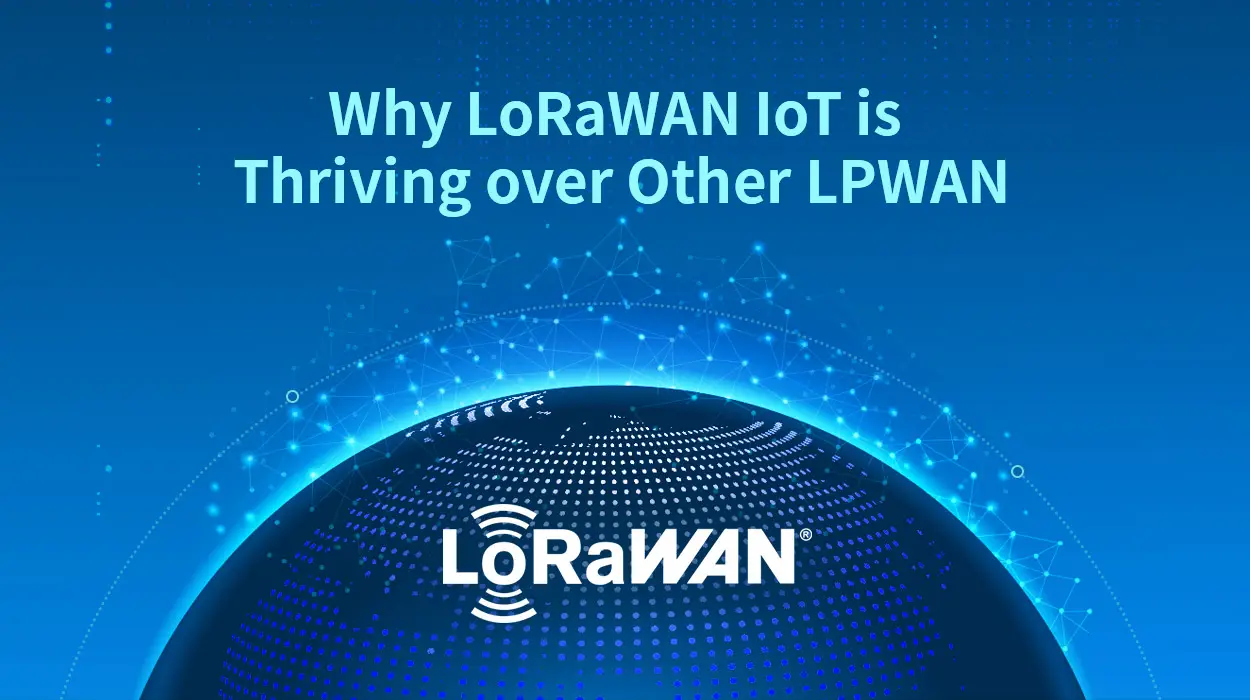 Why LoRaWAN IoT is
Thriving over Other LPWAN
LoRaWAN®